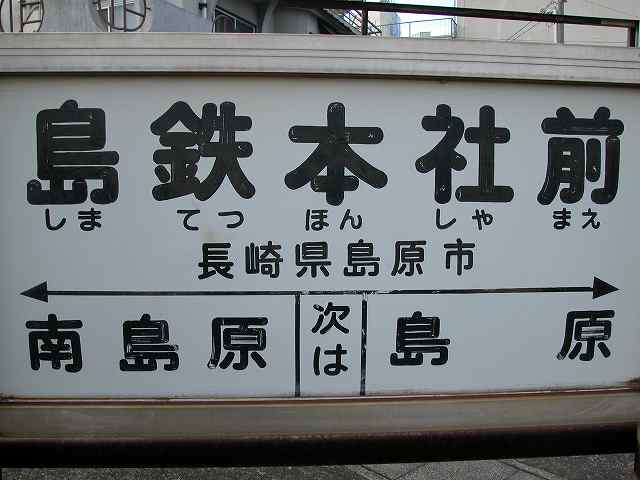 島鉄本社前
しまてつほんしゃまえ
長崎県島原市
南島原 次は 島原